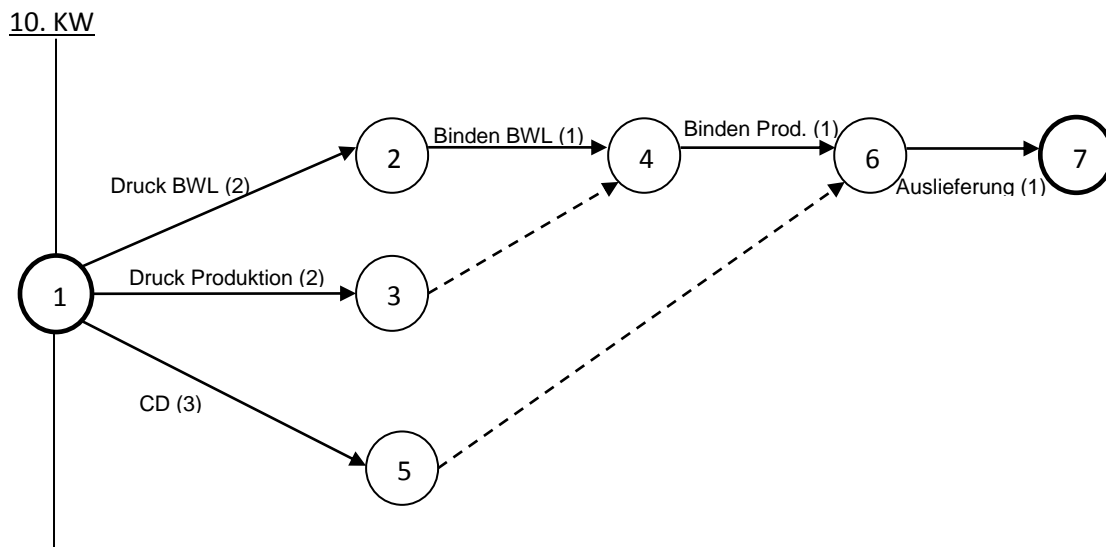 10. KW
2
Binden BWL (1)
4
Binden Prod. (1)
6
7
Druck BWL (2)
Auslieferung (1)
1
Druck Produktion (2)
3
CD (3)
5